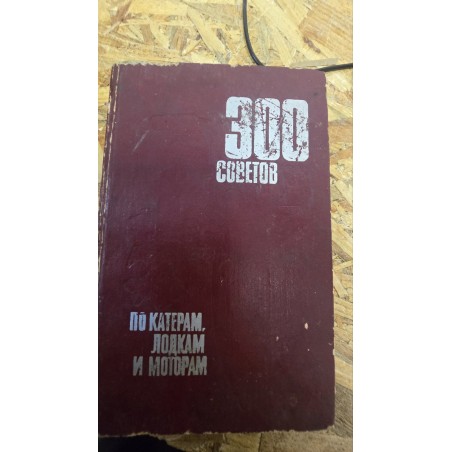 300
СОВЕТОВ
ПО КАТЕРАМ,
ЛОДКАМ
И МОТОРАМ